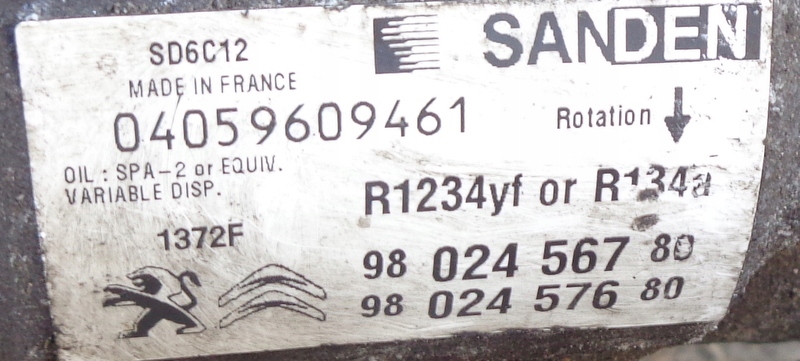 SANDEN
SD6C12
MADE IN FRANCE
04059609461
Rotation
OIL : SPA-2 or EQUIV.
VARIABLE DISP.
R1234yf or R134a
1372F
98 024 567 80
98 024 576 80